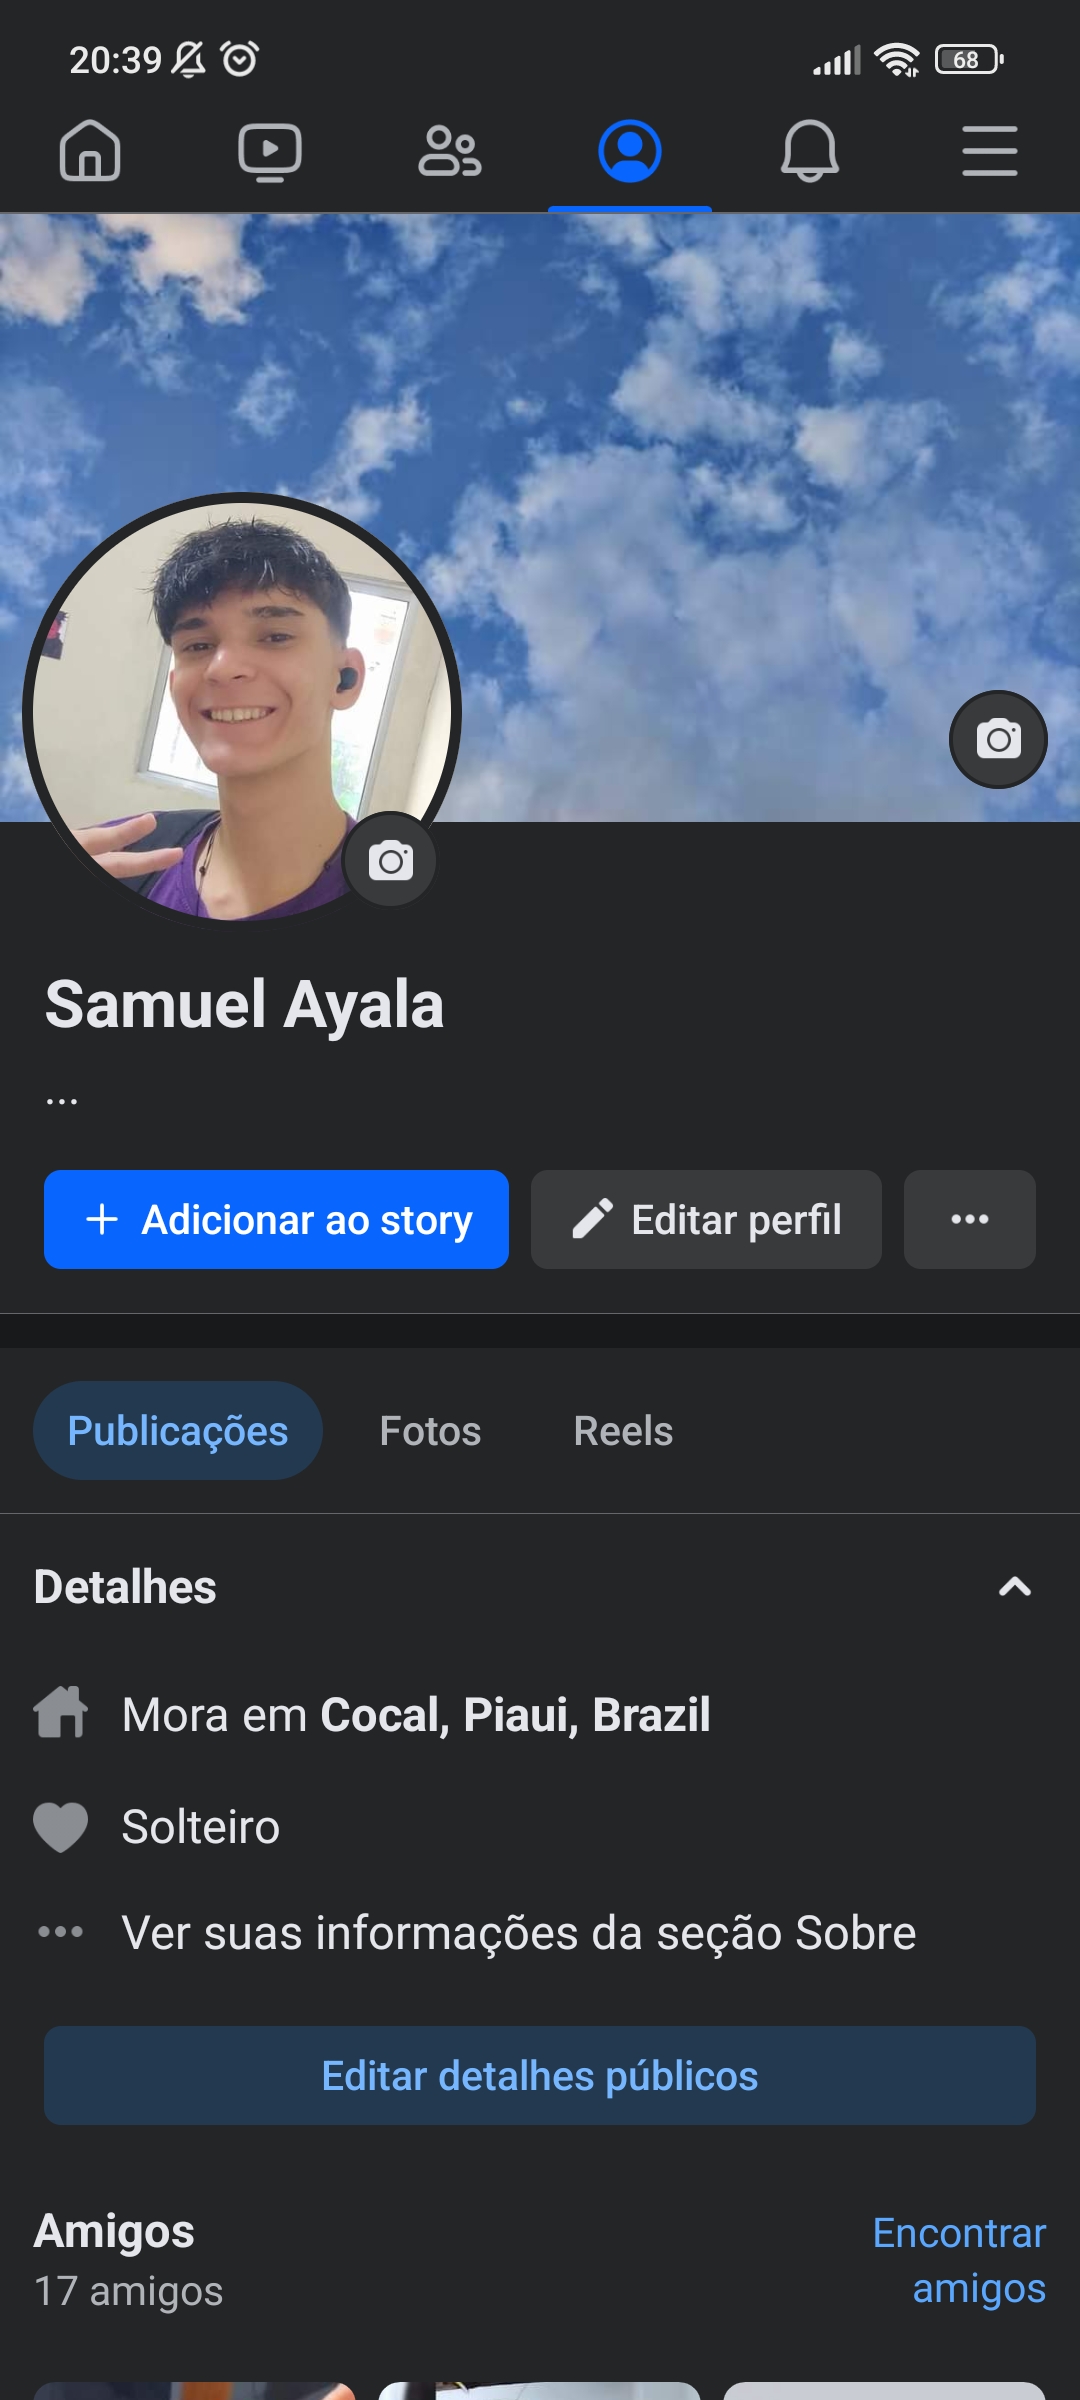 20:39
68
Samuel Ayala
...
+ Adicionar ao story
Editar perfil
Publicações
Fotos
Reels
Detalhes
Mora em Cocal, Piaui, Brazil
Solteiro
Ver suas informações da seção Sobre
Editar detalhes públicos
Amigos
17 amigos
Encontrar
amigos